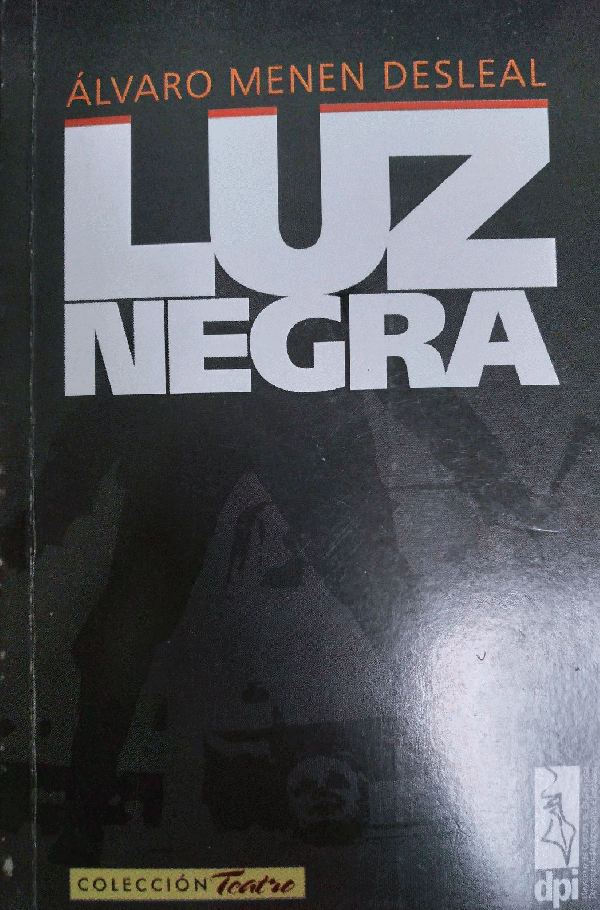 ÁLVARO MENEN DESLEAL
LUZ
NEGRA
COLECCIÓN Teatro
dpi